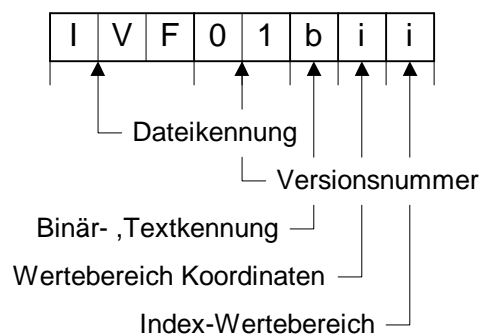 I V F 0 1 b i i
Dateikennung
Versionsnummer
Binär- ,Textkennung
Wertebereich Koordinaten
Index-Wertebereich